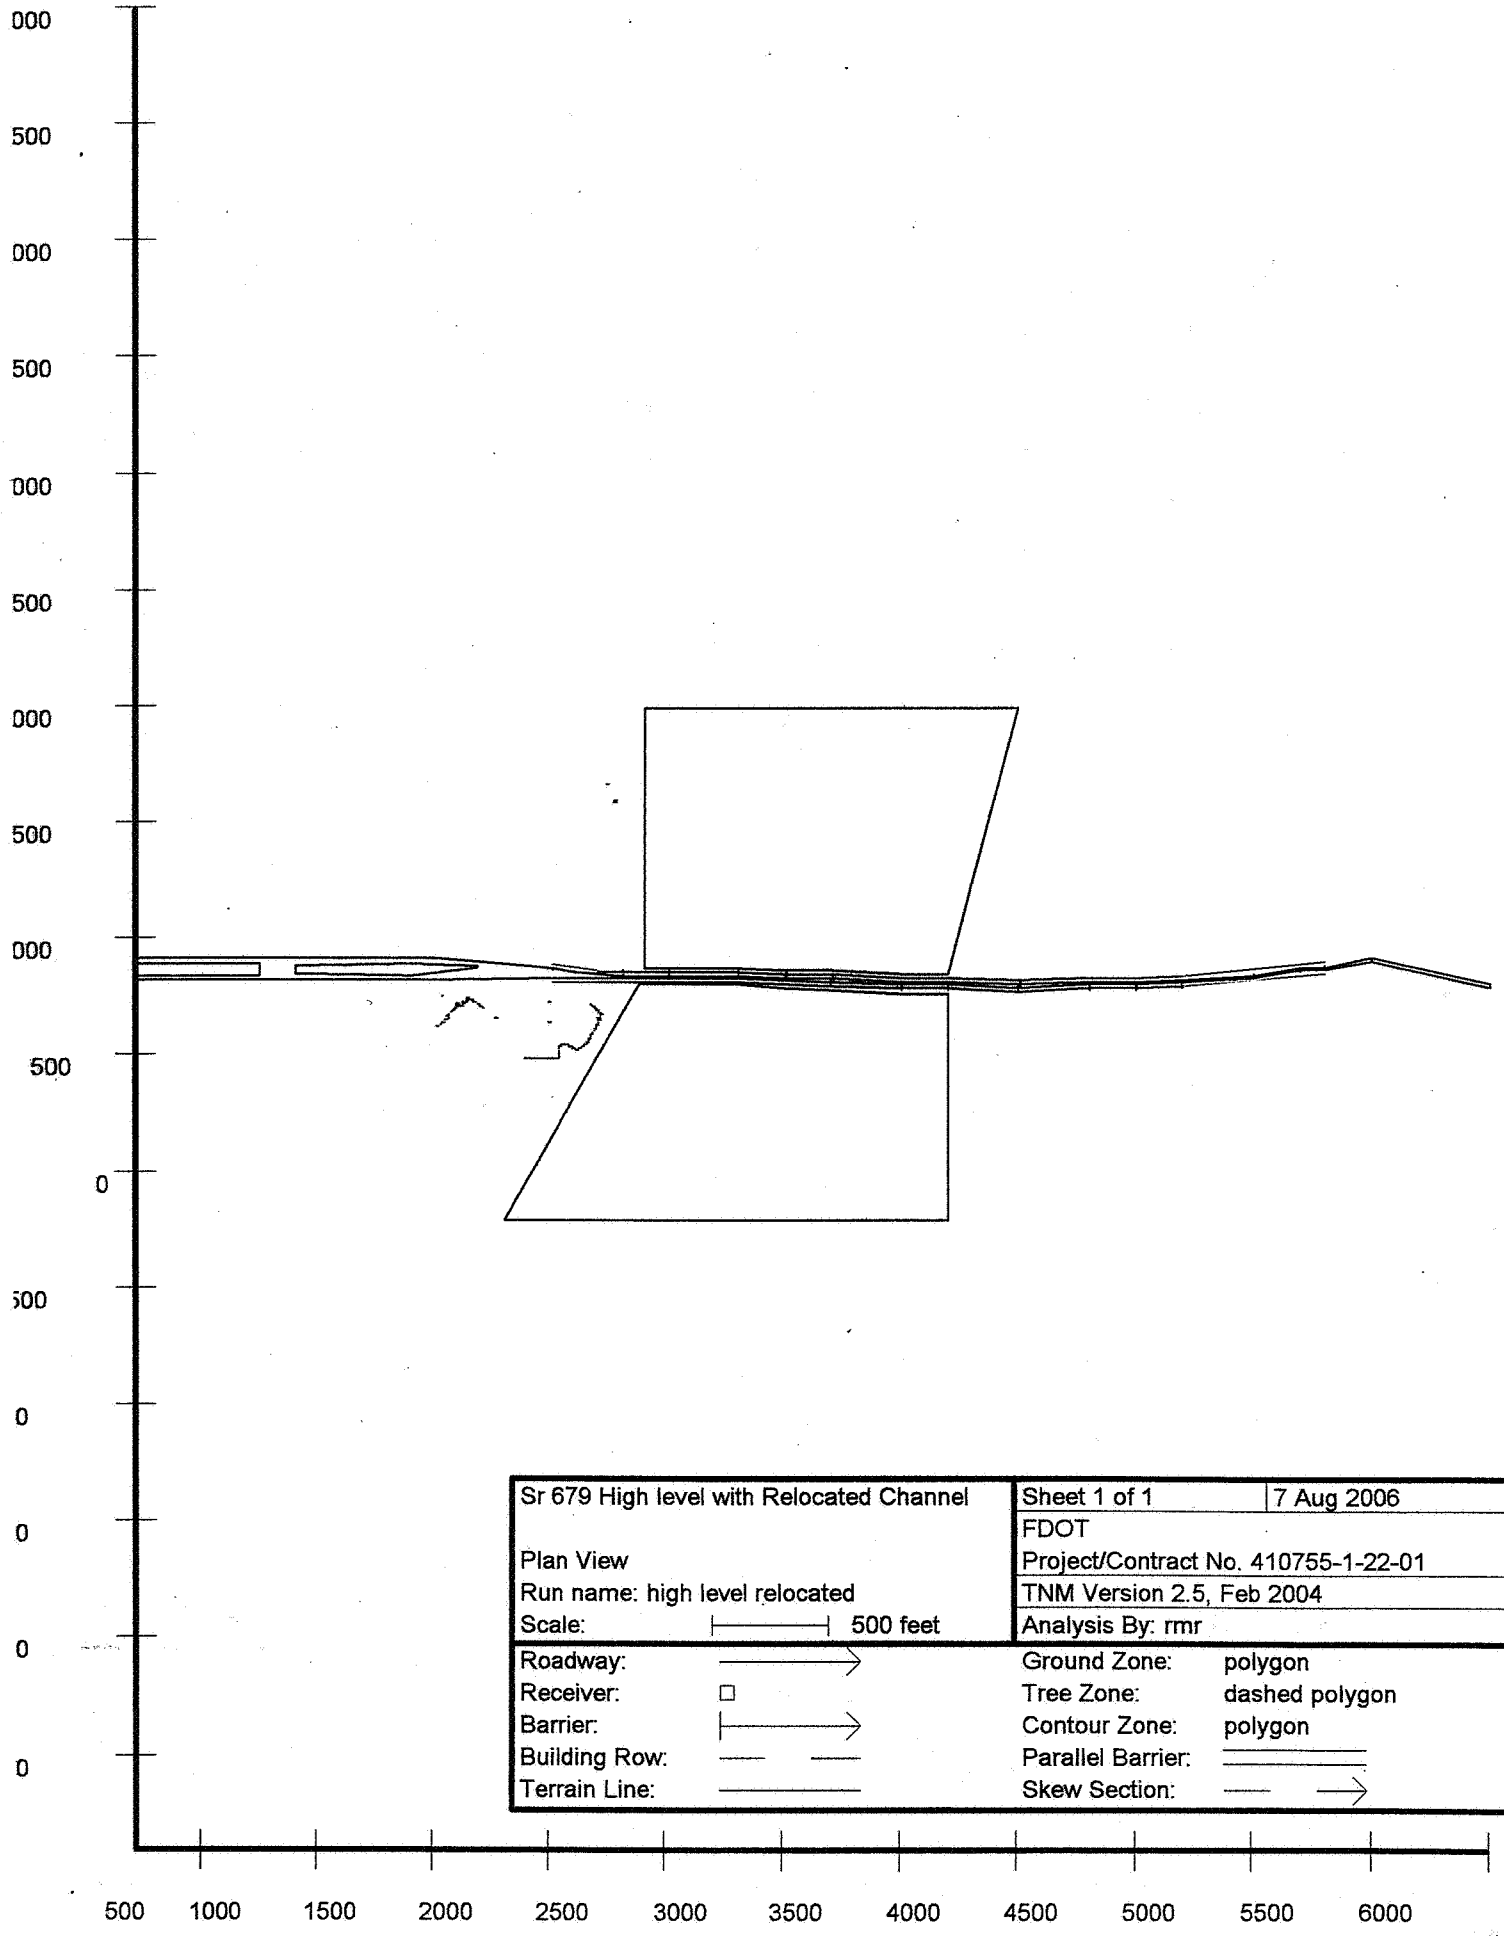 000
500
000
500
000
500
000
500
000
500
0
500
0
0
0
0
Sr 679 High level with Relocated Channel
Sheet 1 of 1
7 Aug 2006
FDOT
Plan View
Project/Contract No. 410755-1-22-01
Run name: high level relocated
TNM Version 2.5, Feb 2004
Scale: 500 feet
Analysis By: rmr
Roadway:
Ground Zone: polygon
Receiver:
Tree Zone: dashed polygon
Barrier:
Contour Zone: polygon
Building Row:
Parallel Barrier:
Terrain Line:
Skew Section:
500 1000 1500 2000 2500 3000 3500 4000 4500 5000 5500 6000